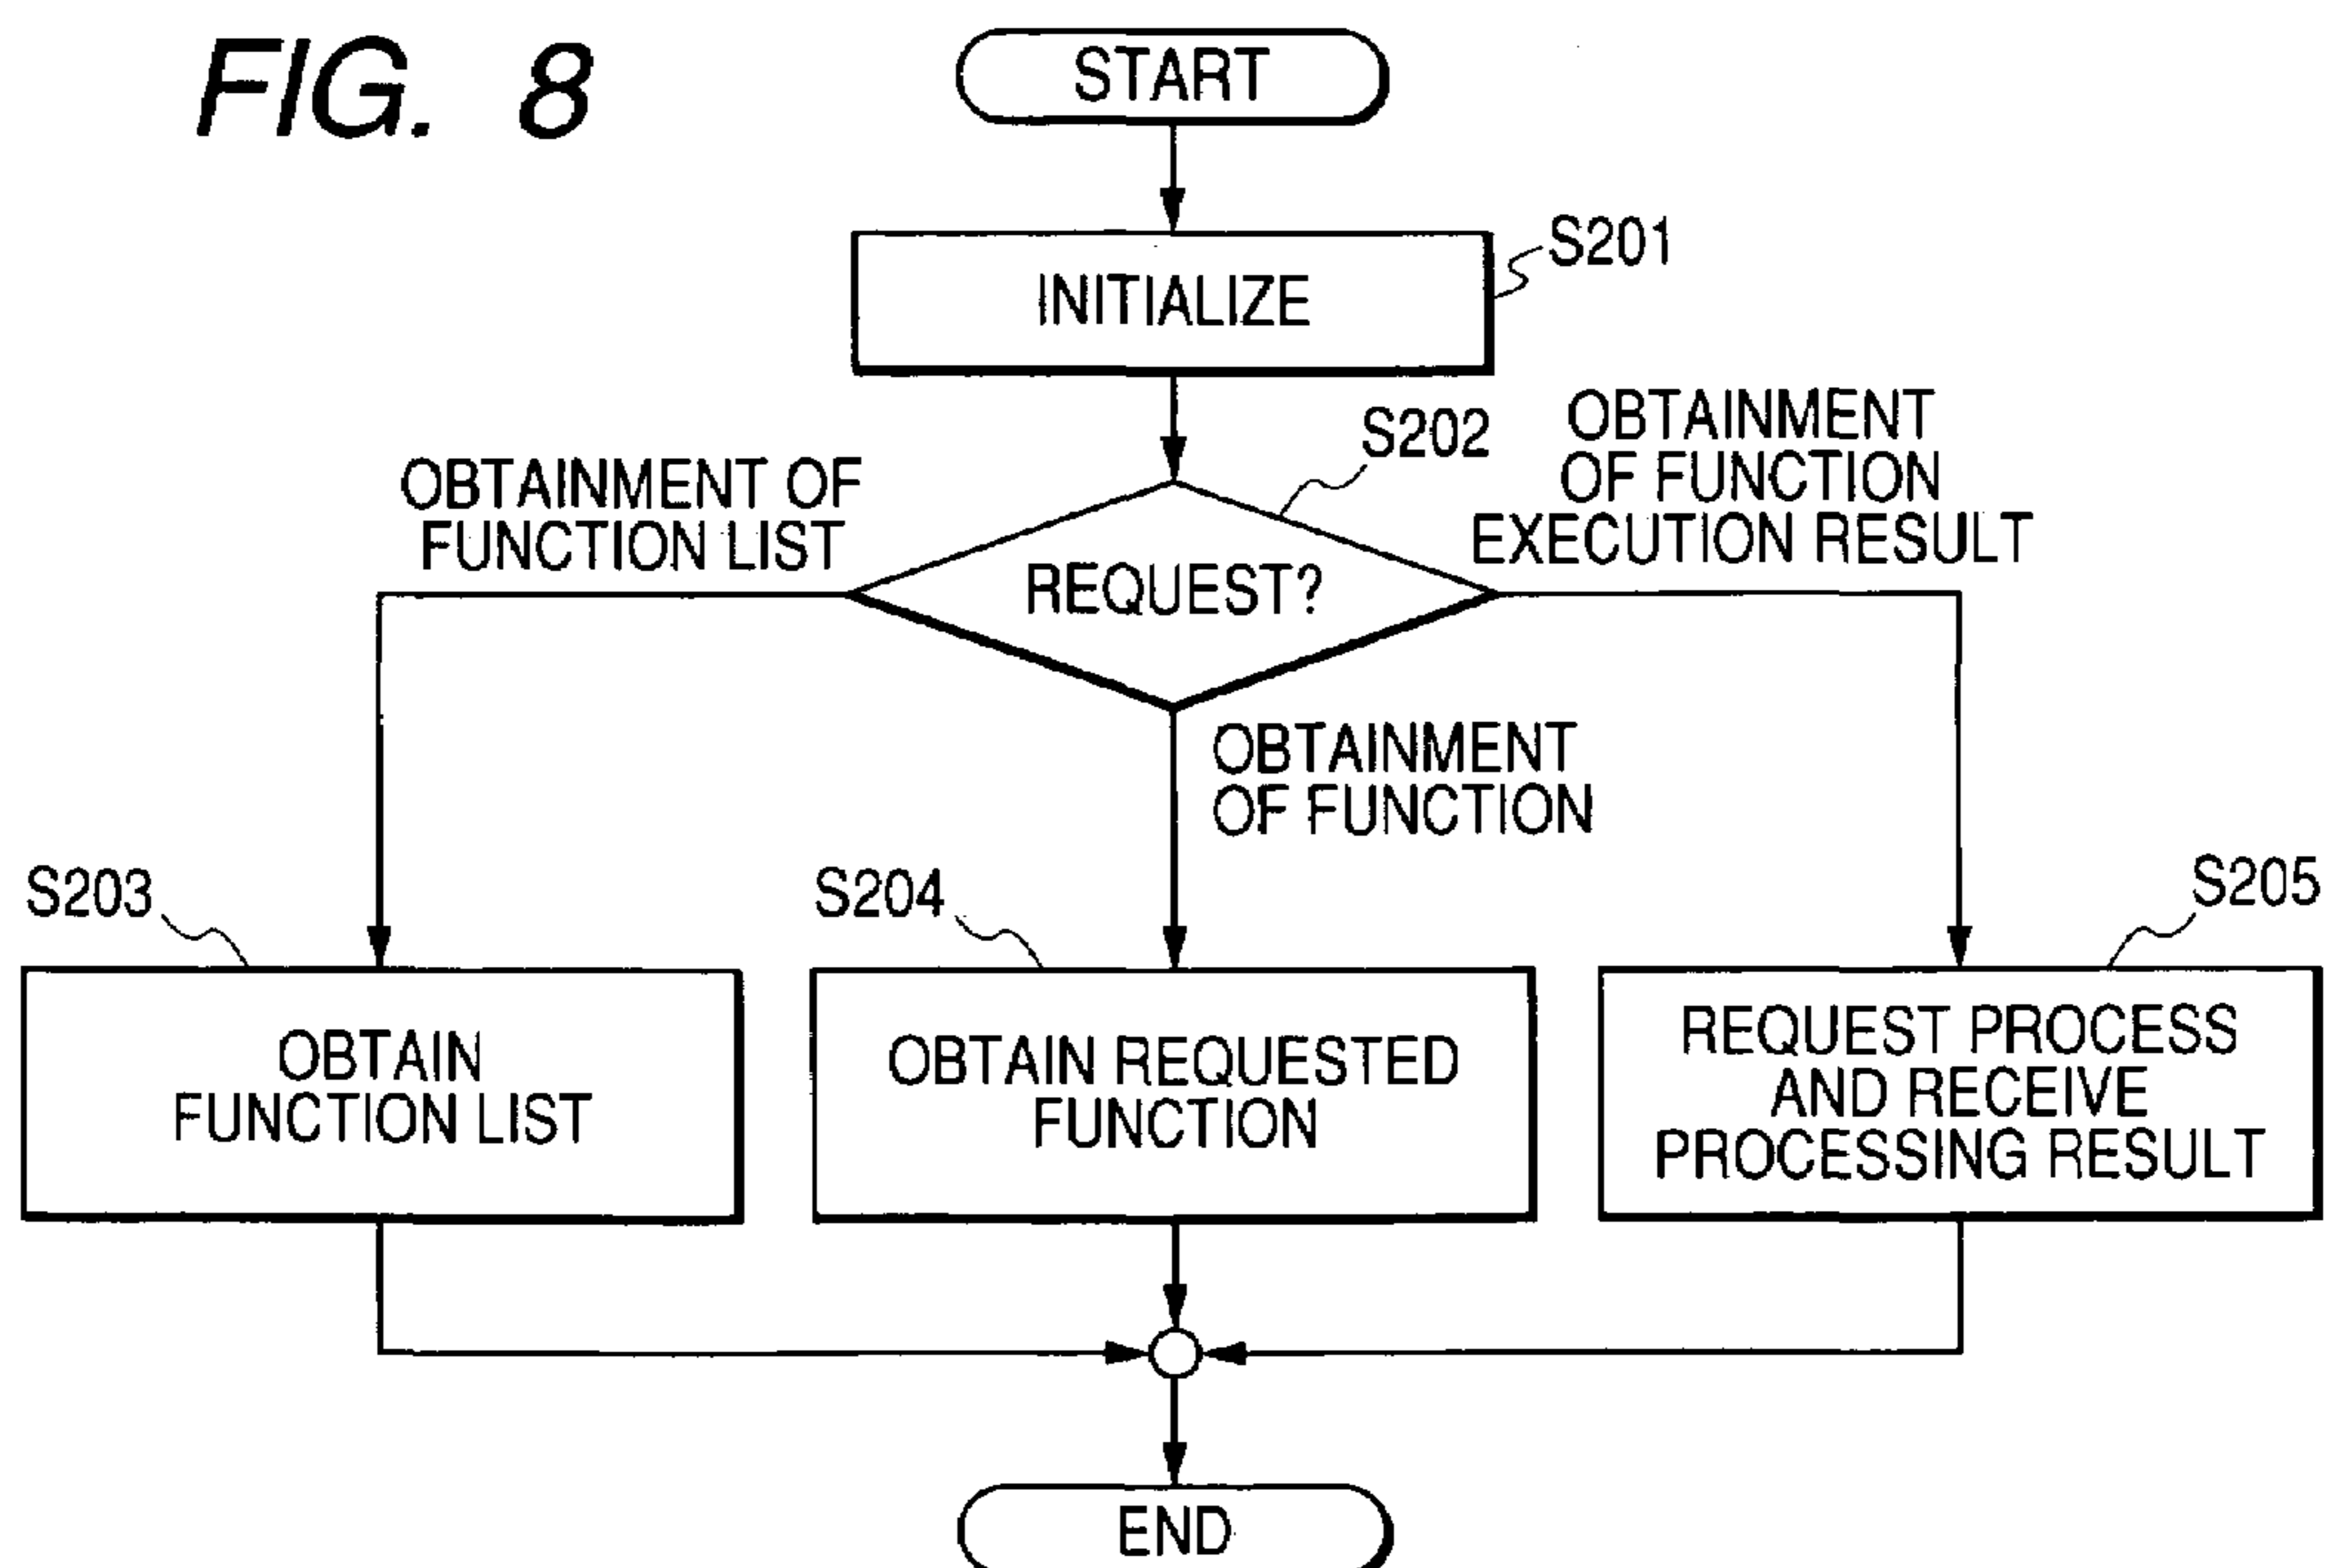 FIG. 8
START
S201
INITIALIZE
S202
OBTAINMENT OF
FUNCTION LIST
OBTAINMENT
OF FUNCTION
EXECUTION RESULT
REQUEST?
OBTAINMENT
OF FUNCTION
S203
S204
S205
OBTAIN
FUNCTION LIST
OBTAIN REQUESTED
FUNCTION
REQUEST PROCESS
AND RECEIVE
PROCESSING RESULT
END